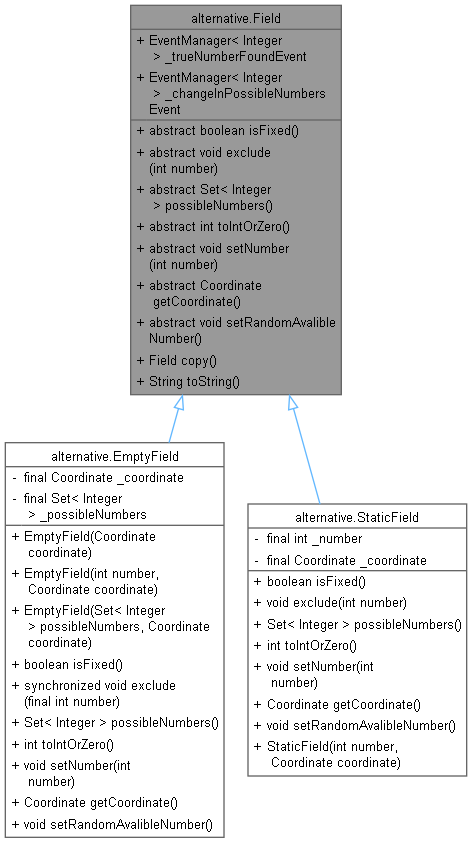 alternative.Field
+ EventManager< Integer
> _trueNumberFoundEvent
+ EventManager< Integer
> _changeInPossibleNumbers
Event
+ abstract boolean isFixed()
+ abstract void exclude
(int number)
+ abstract Set< Integer
> possibleNumbers()
+ abstract int toIntOrZero()
+ abstract void setNumber
(int number)
+ abstract Coordinate
getCoordinate()
+ abstract void setRandomAvalible
Number()
+ Field copy()
+ String toString()
alternative.EmptyField
- final Coordinate _coordinate
- final Set< Integer
> _possibleNumbers
+ EmptyField(Coordinate
coordinate)
+ EmptyField(int number,
Coordinate coordinate)
+ EmptyField(Set< Integer
> possibleNumbers, Coordinate
coordinate)
+ boolean isFixed()
+ synchronized void exclude
(final int number)
+ Set< Integer > possibleNumbers()
+ int toIntOrZero()
+ void setNumber(int
number)
+ Coordinate getCoordinate()
+ void setRandomAvalibleNumber()
alternative.StaticField
- final int _number
- final Coordinate _coordinate
+ boolean isFixed()
+ void exclude(int number)
+ Set< Integer > possibleNumbers()
+ int toIntOrZero()
+ void setNumber(int
number)
+ Coordinate getCoordinate()
+ void setRandomAvalibleNumber()
+ StaticField(int number,
Coordinate coordinate)